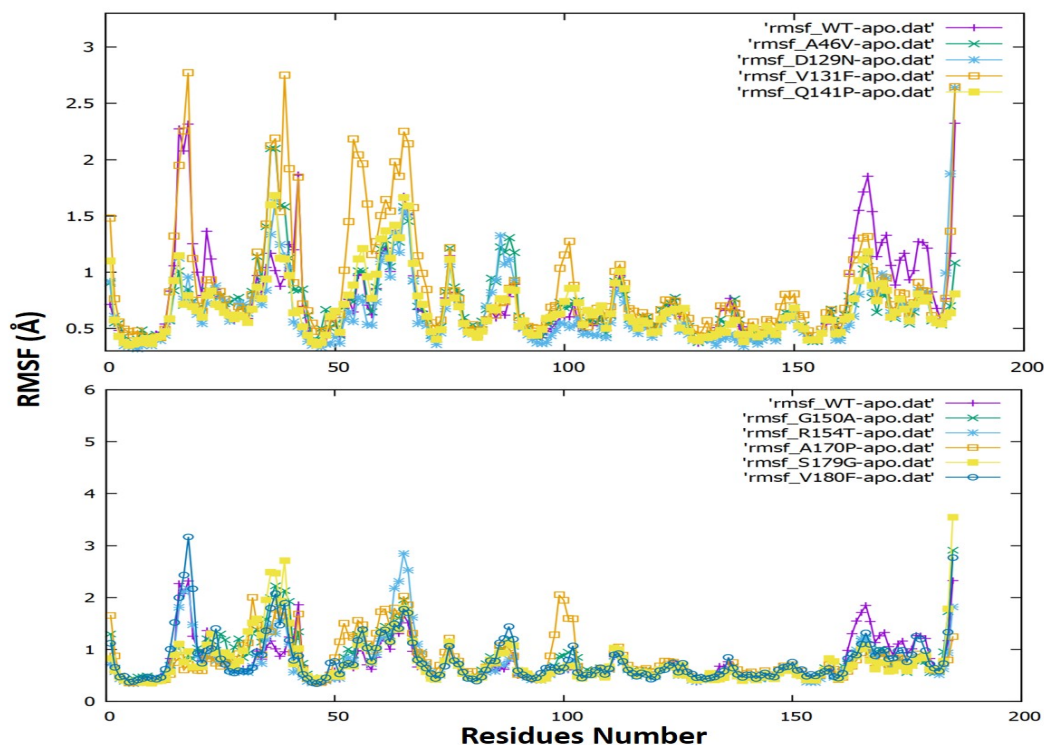 3
2.5
2
1.5
1
0.5
0 50 100 150 200
'rmsf_WT-apo.dat'
'rmsf_A46V-apo.dat'
'rmsf_D129N-apo.dat'
'rmsf_V131F-apo.dat'
'rmsf_Q141P-apo.dat'
RMSF (Å)
6
5
4
3
2
1
0
0 50 100 150 200
'rmsf_WT-apo.dat'
'rmsf_G150A-apo.dat'
'rmsf_R154T-apo.dat'
'rmsf_A170P-apo.dat'
'rmsf_S179G-apo.dat'
'rmsf_V180F-apo.dat'
Residues Number